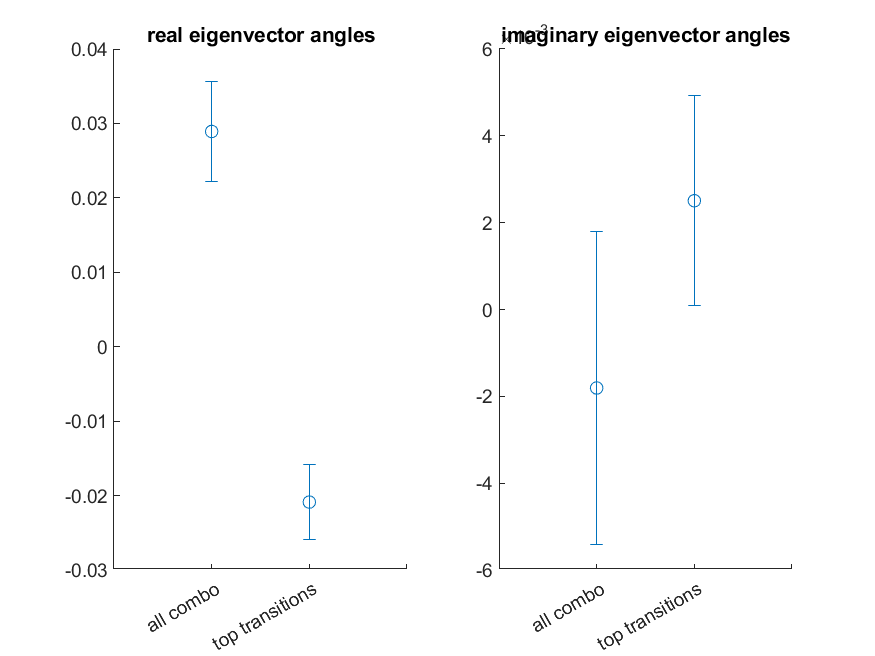 real eigenvector angles
0.04
0.03
0.02
0.01
0
-0.01
-0.02
-0.03
all combo
top transitions
imaginary eigenvector angles
6
4
2
0
-2
-4
-6
all combo
top transitions